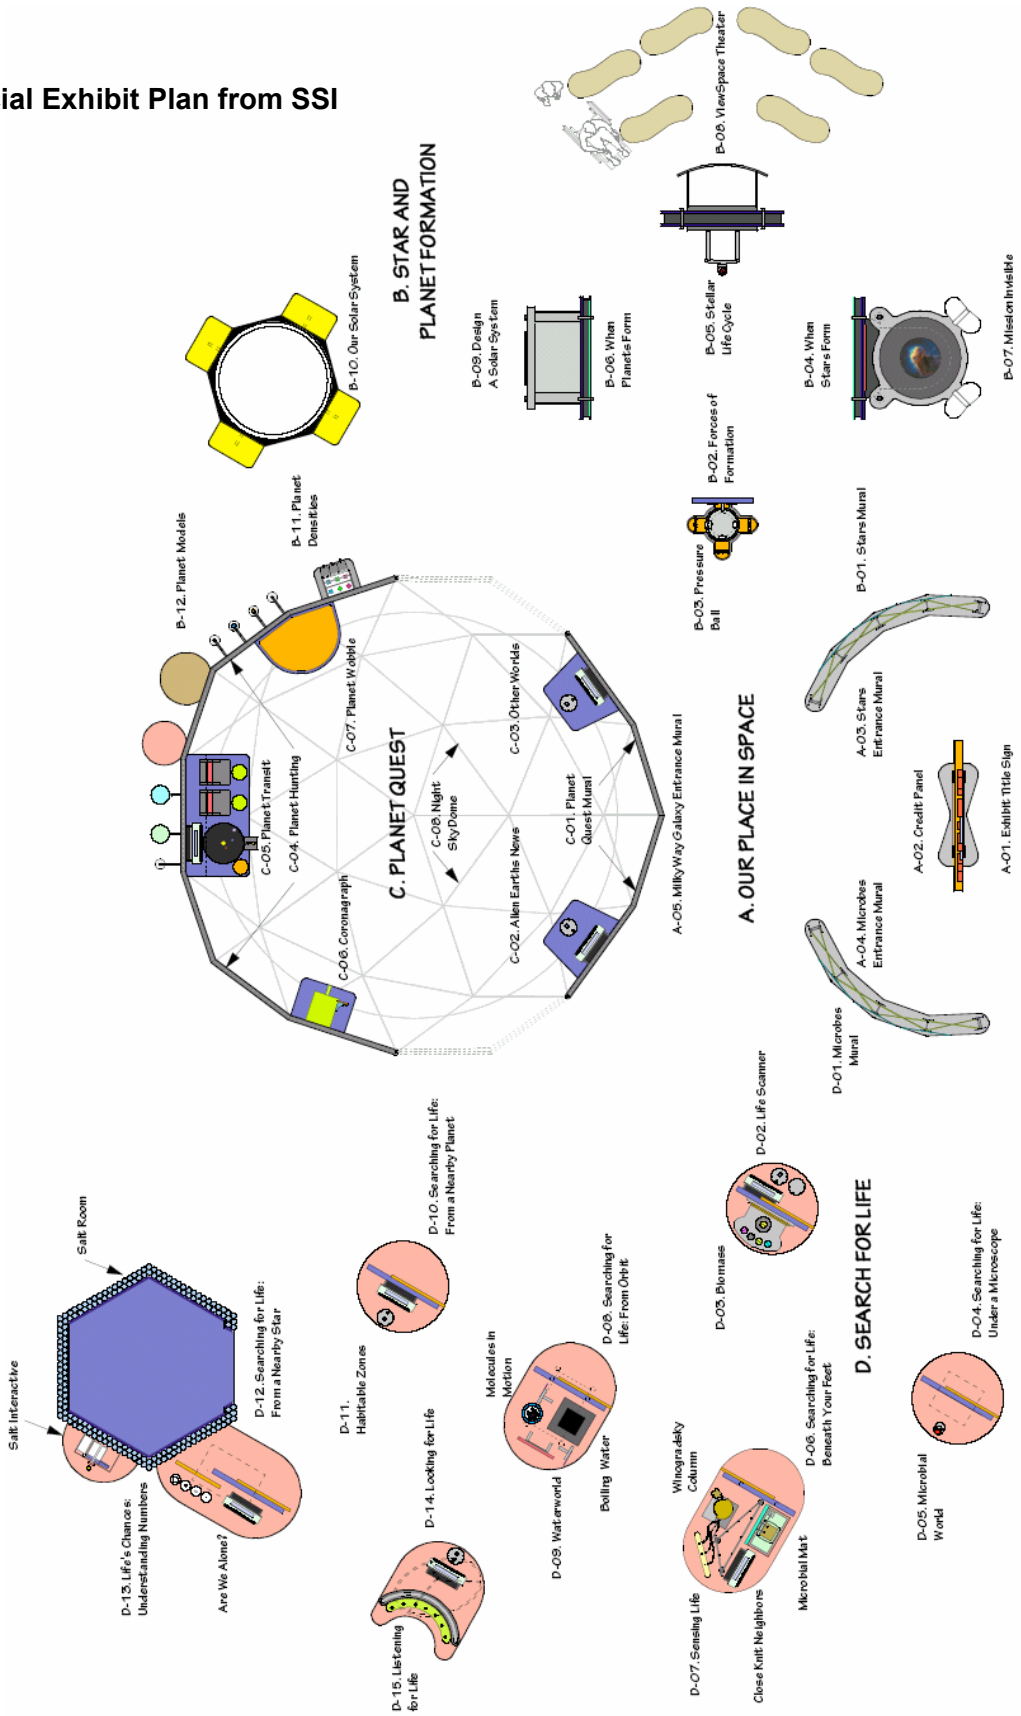 ial Exhibit Plan from SSI
B-08. ViewSpace Theater
B. STAR AND
PLANET FORMATION
B-10. Our Solar System
B-09. Design
A Solar System
B-06. When
Planets Form
B-05. Stellar
Life Cycle
B-04. When
Stars Form
B-07. Mission Invisible
B-02. Forces of
Formation
B-03. Pressure
Ball
B-01. Stars Mural
B-11. Planet
Densities
B-12. Planet Models
C-07. Planet Wobble
C-03. Other Worlds
C-05. Planet Transit
C-04. Planet Hunting
C. PLANET QUEST
C-08. Night
Sky Dome
C-01. Planet
Quest Mural
C-06. Coronagraph
C-02. Alien Earths News
A-05. Milky Way Galaxy Entrance Mural
A. OUR PLACE IN SPACE
A-03. Stars
Entrance Mural
A-02. Credit Panel
A-01. Exhibit Title Sign
A-04. Microbes
Entrance Mural
D-01. Microbes
Mural
D-02. Life Scanner
D-03. Biomass
D. SEARCH FOR LIFE
D-04. Searching for Life:
Under a Microscope
D-05. Microbial
World
D-06. Searching for Life:
Beneath Your Feet
Winogradsky
Column
D-07. Sensing Life
Close Knit Neighbors
Microbial Mat
D-08. Searching for
Life: From Orbit
Molecules in
Motion
D-09. Waterworld
Boiling Water
D-10. Searching for Life:
From a Nearby Planet
D-11.
Habitable Zones
Salt Room
Salt Interactive
D-12. Searching for Life:
From a Nearby Star
D-13. Life's Chances:
Understanding Numbers
Are We Alone?
D-14. Looking for Life
D-15. Listening
for Life